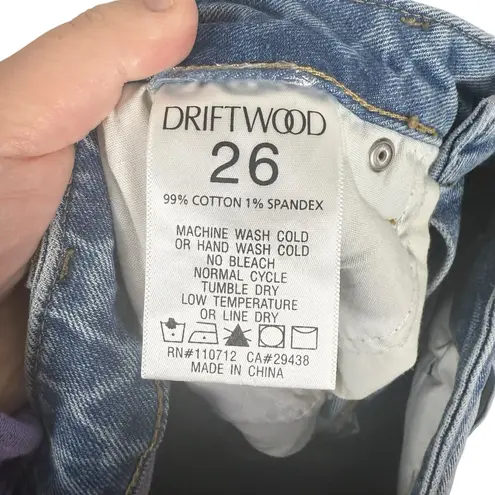 DRIFTWOOD
26
99% COTTON 1% SPANDEX
MACHINE WASH COLD
OR HAND WASH COLD
NO BLEACH
NORMAL CYCLE
TUMBLE DRY
LOW TEMPERATURE
OR LINE DRY
RN#110712 CA#29438
MADE IN CHINA